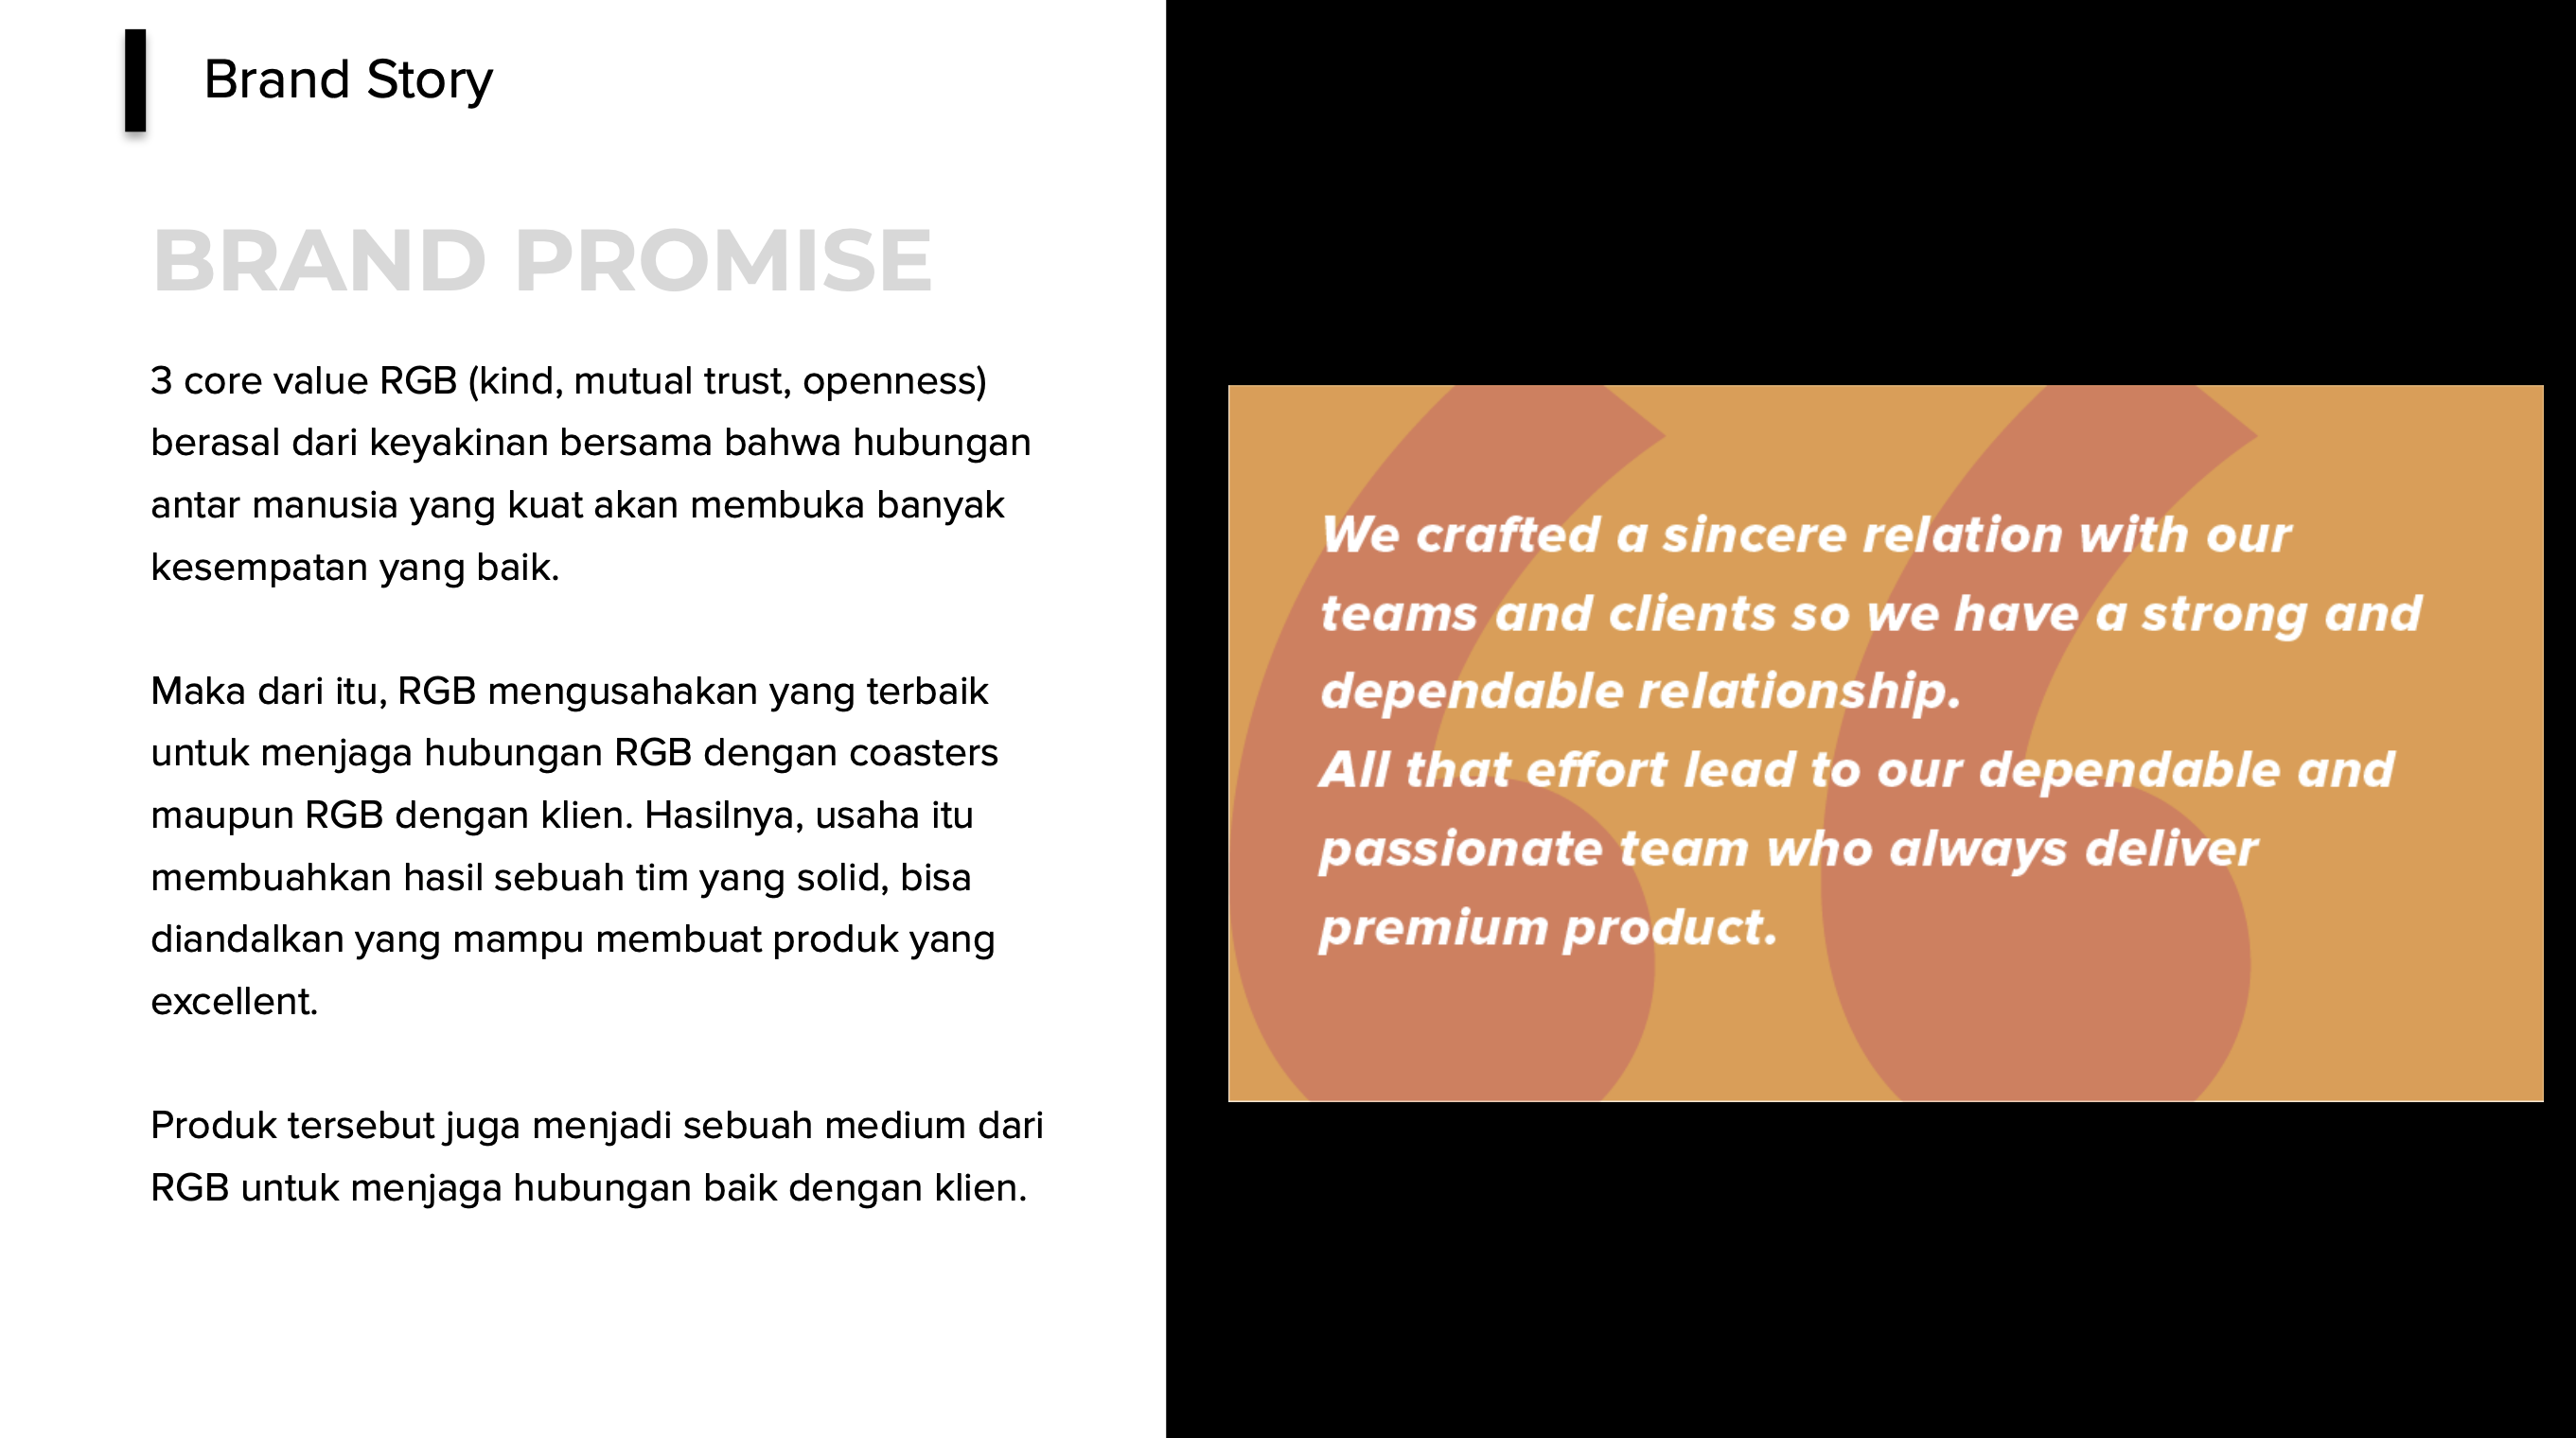 Brand Story
BRAND PROMISE
3 core value RGB (kind, mutual trust, openness)
berasal dari keyakinan bersama bahwa hubungan
antar manusia yang kuat akan membuka banyak
kesempatan yang baik.
Maka dari itu, RGB mengusahakan yang terbaik
untuk menjaga hubungan RGB dengan coasters
maupun RGB dengan klien. Hasilnya, usaha itu
membuahkan hasil sebuah tim yang solid, bisa
diandalkan yang mampu membuat produk yang
excellent.
Produk tersebut juga menjadi sebuah medium dari
RGB untuk menjaga hubungan baik dengan klien.
We crafted a sincere relation with our
teams and clients so we have a strong and
dependable relationship.
All that effort lead to our dependable and
passionate team who always deliver
premium product.